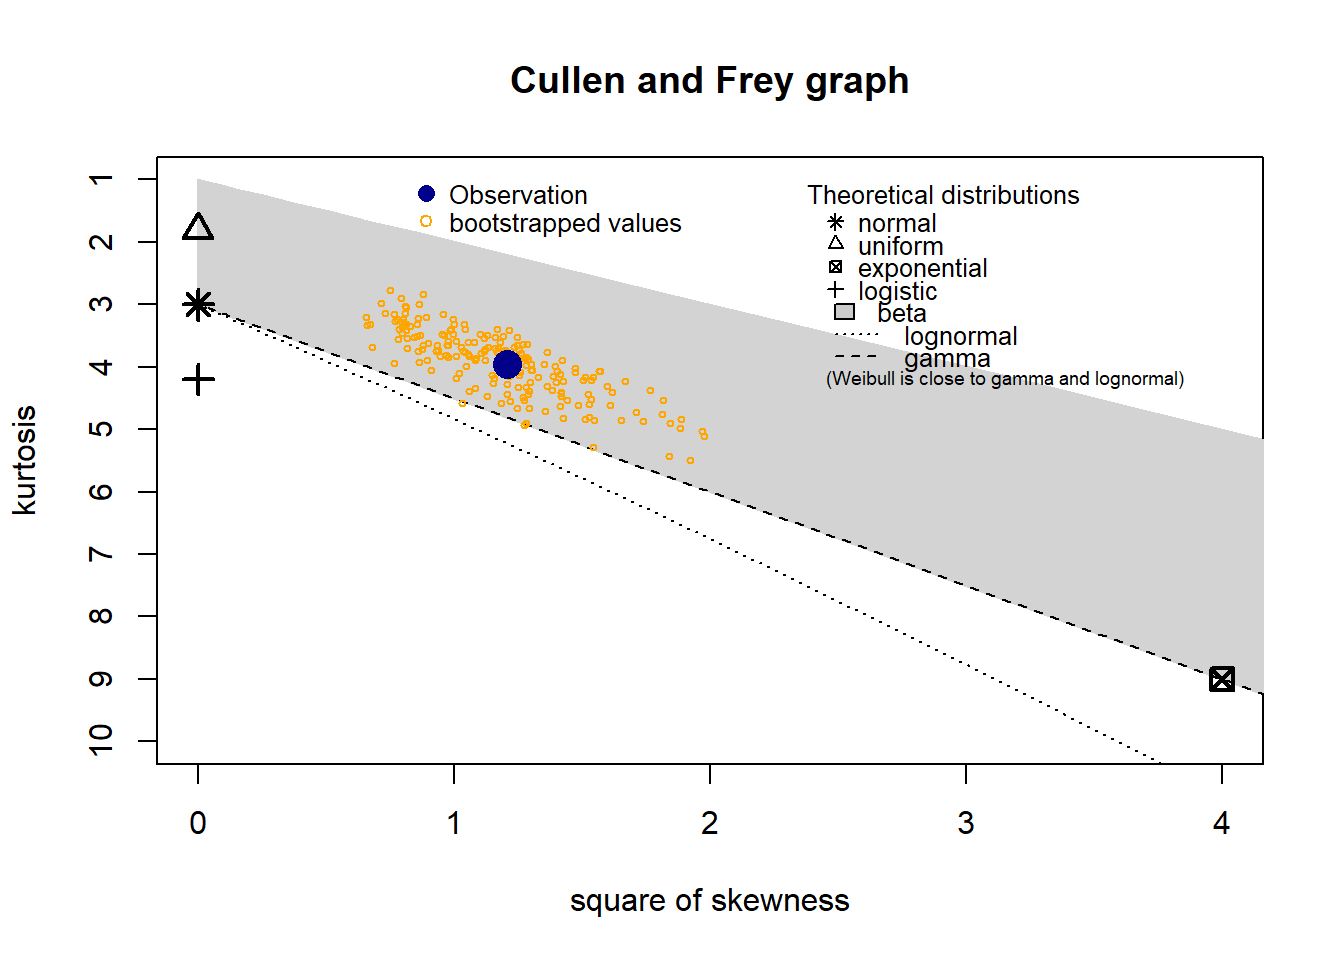 Cullen and Frey graph
Observation
bootstrapped values
Theoretical distributions
normal
uniform
exponential
logistic
beta
lognormal
gamma
(Weibull is close to gamma and lognormal)
kurtosis
1
2
3
4
5
6
7
8
9
10
0 1 2 3 4
square of skewness